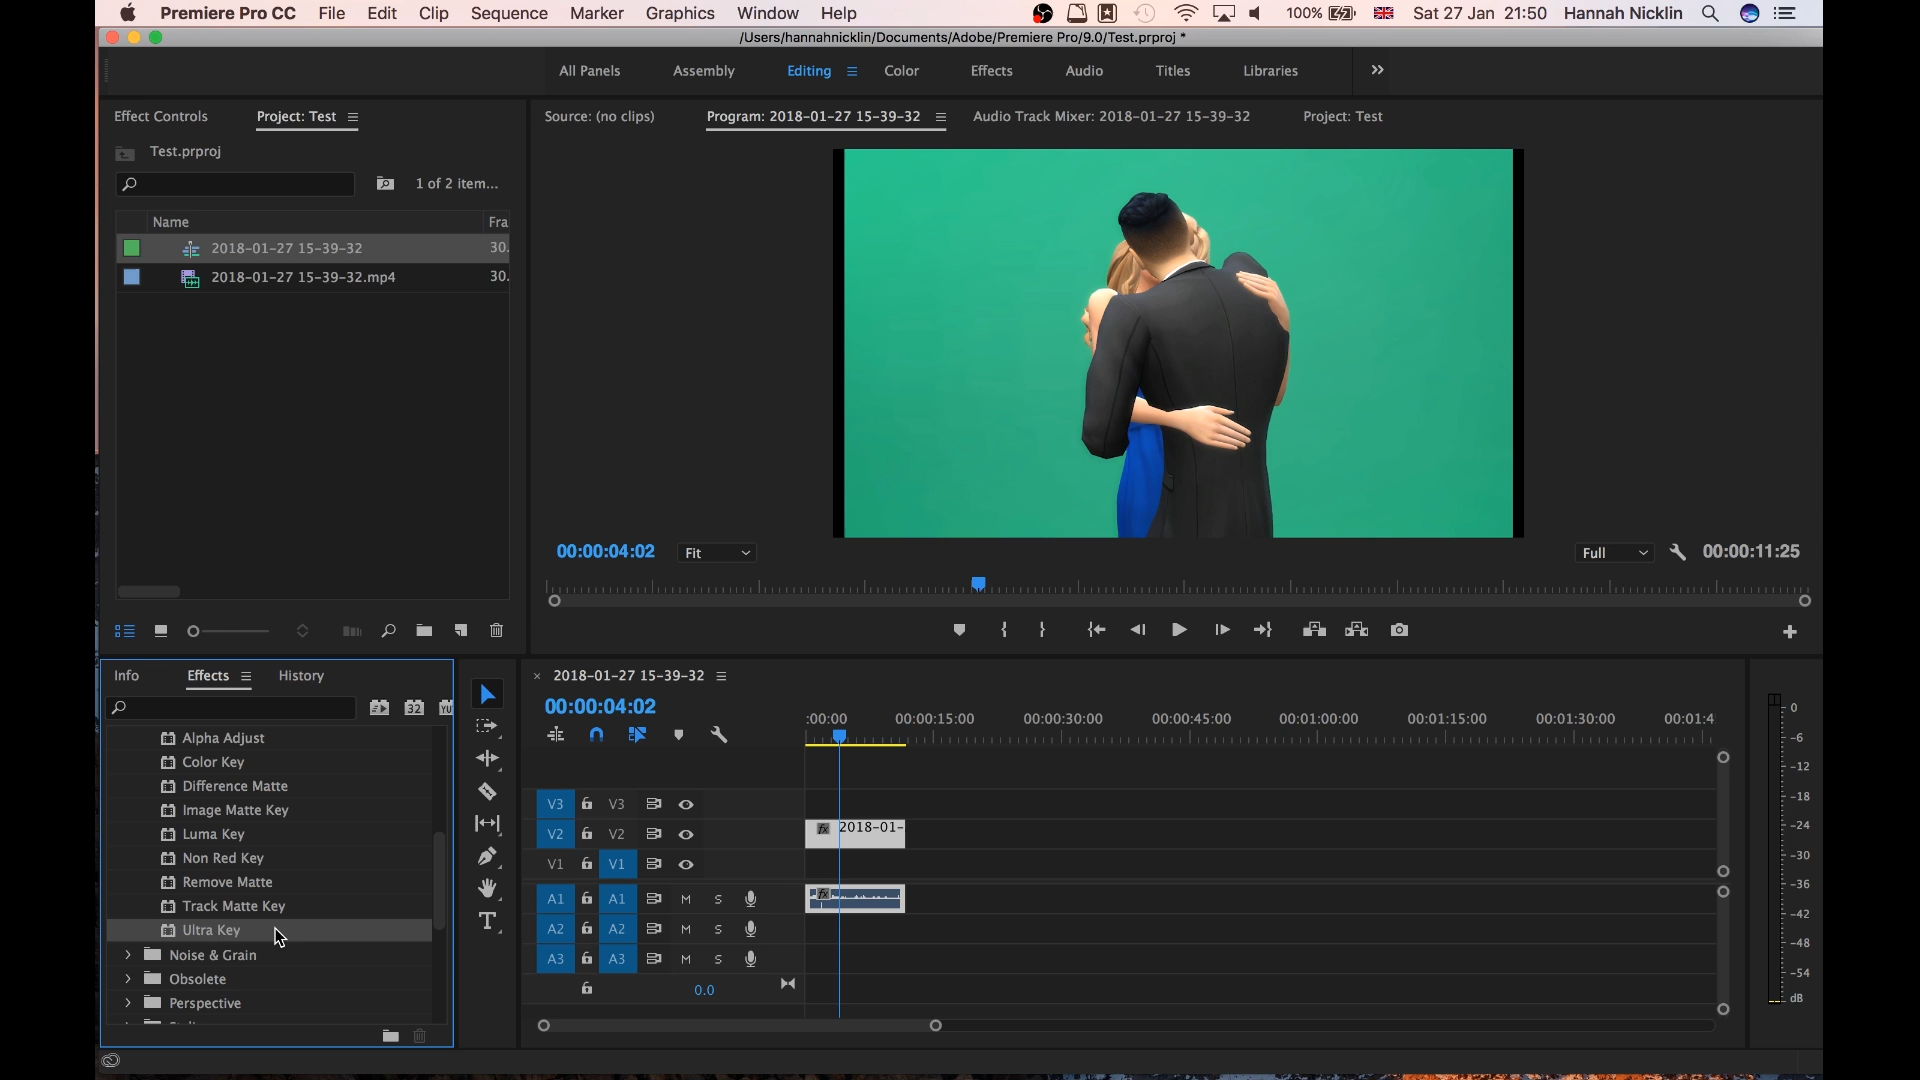 Premiere Pro CC File Edit Clip Sequence Marker Graphics Window Help 100% Sat 27 Jan 21:50 Hannah Nicklin
/Users/hannahnicklin/Documents/Adobe/Premiere Pro/9.0/Test.prproj *
All Panels Assembly Editing Color Effects Audio Titles Libraries
Effect Controls Project: Test Source: (no clips) Program: 2018-01-27 15-39-32 Audio Track Mixer: 2018-01-27 15-39-32 Project: Test
Test.prproj
1 of 2 item...
Name Fra
2018-01-27 15-39-32 30.
2018-01-27 15-39-32.mp4 30.
00:00:04:02 Fit Full 00:00:11:25
Info Effects History
32 YU
Alpha Adjust
Color Key
Difference Matte
Image Matte Key
Luma Key
Non Red Key
Remove Matte
Track Matte Key
Ultra Key
Noise & Grain
Obsolete
Perspective
T
× 2018-01-27 15-39-32
00:00:04:02
:00:00 00:00:15:00 00:00:30:00 00:00:45:00 00:01:00:00 00:01:15:00 00:01:30:00 00:01:4
V3 V3
V2 V2 fx 2018-01-
V1 V1
A1 A1 M S fx
A2 A2 M S
A3 A3 M S
0.0
0
-6
-12
-18
-24
-30
-36
-42
-48
-54
dB